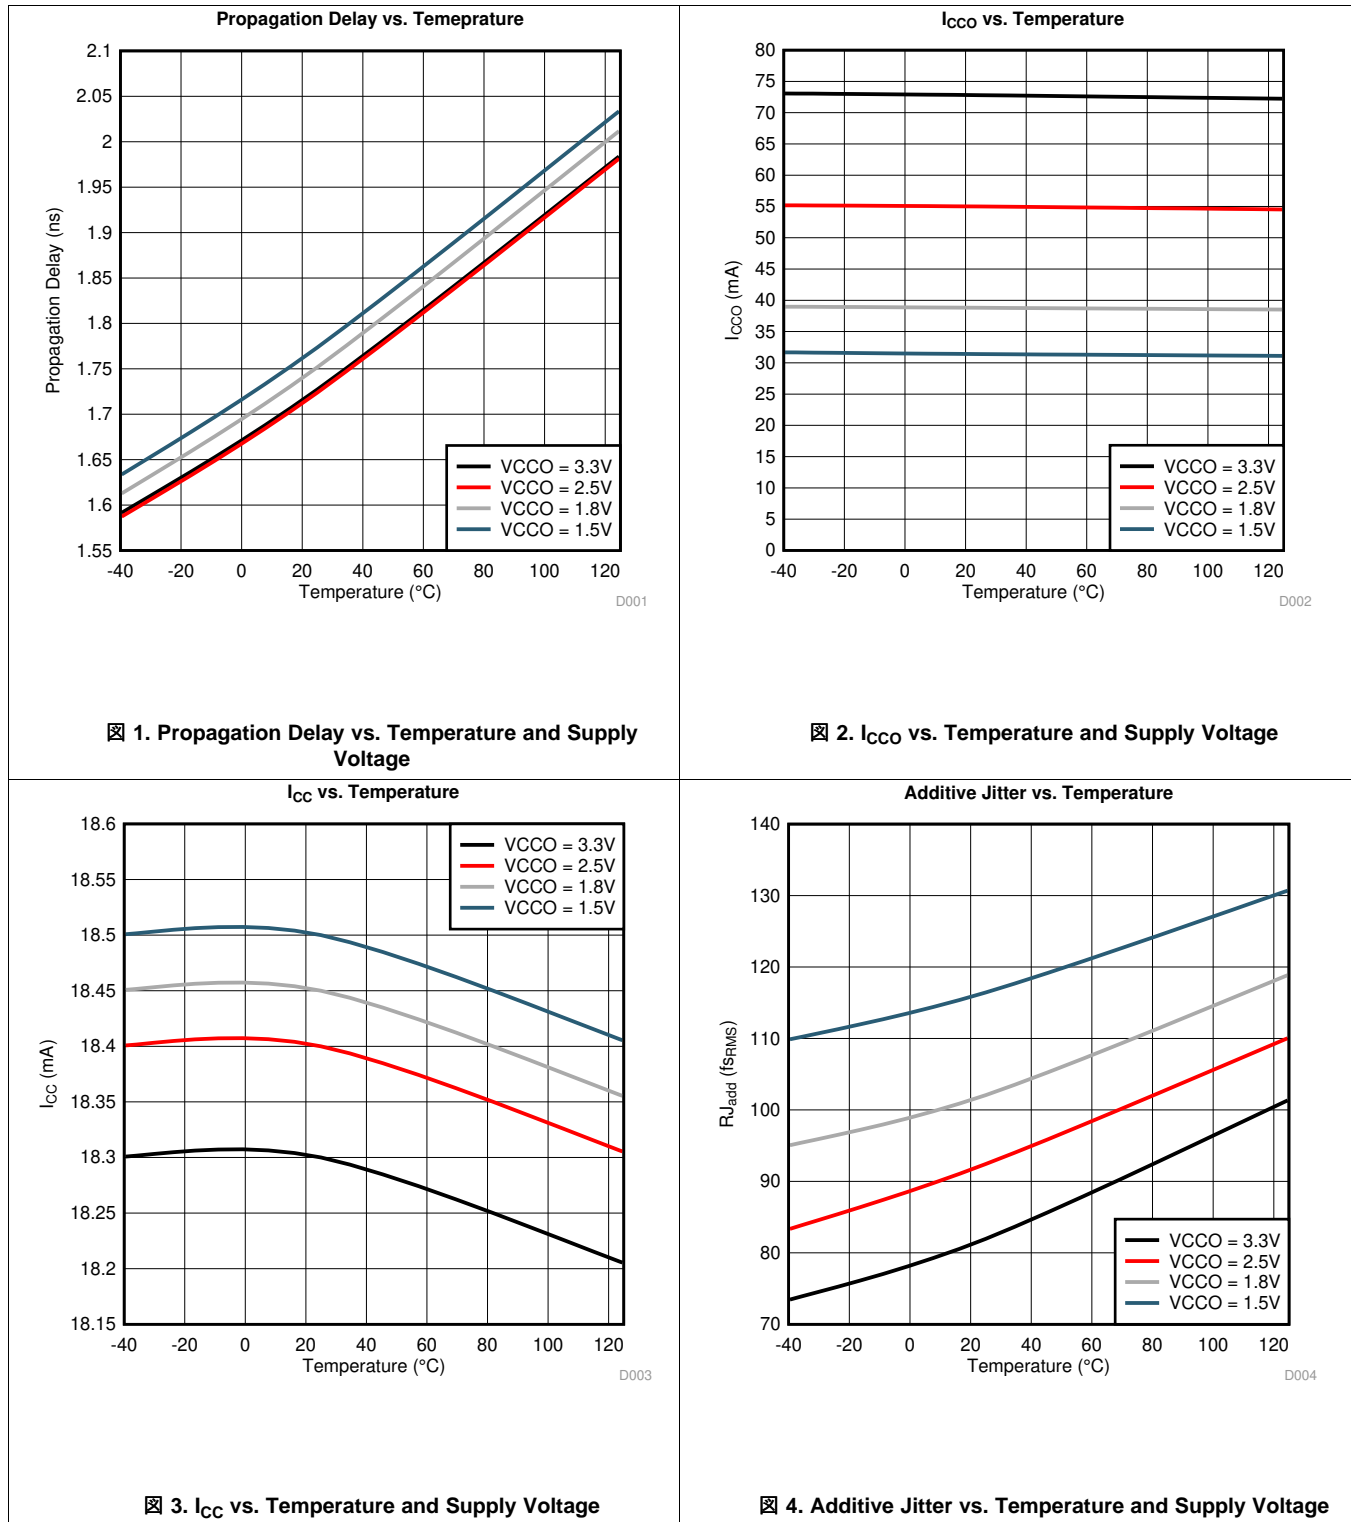 Propagation Delay vs. Temeprature
2.1
2.05
2
1.95
1.9
1.85
1.8
1.75
1.7
1.65
1.6
1.55
Propagation Delay (ns)
VCCO = 3.3V
VCCO = 2.5V
VCCO = 1.8V
VCCO = 1.5V
-40 -20 0 20 40 60 80 100 120
Temperature (°C)
D001
図 1. Propagation Delay vs. Temperature and Supply
Voltage
ICCO vs. Temperature
80
75
70
65
60
55
50
45
40
35
30
25
20
15
10
5
0
ICCO (mA)
VCCO = 3.3V
VCCO = 2.5V
VCCO = 1.8V
VCCO = 1.5V
-40 -20 0 20 40 60 80 100 120
Temperature (°C)
D002
図 2. ICCO vs. Temperature and Supply Voltage
ICC vs. Temperature
18.6
18.55
18.5
18.45
18.4
18.35
18.3
18.25
18.2
18.15
ICC (mA)
VCCO = 3.3V
VCCO = 2.5V
VCCO = 1.8V
VCCO = 1.5V
-40 -20 0 20 40 60 80 100 120
Temperature (°C)
D003
図 3. ICC vs. Temperature and Supply Voltage
Additive Jitter vs. Temperature
140
130
120
110
100
90
80
70
RJadd (fsRMS)
VCCO = 3.3V
VCCO = 2.5V
VCCO = 1.8V
VCCO = 1.5V
-40 -20 0 20 40 60 80 100 120
Temperature (°C)
D004
図 4. Additive Jitter vs. Temperature and Supply Voltage